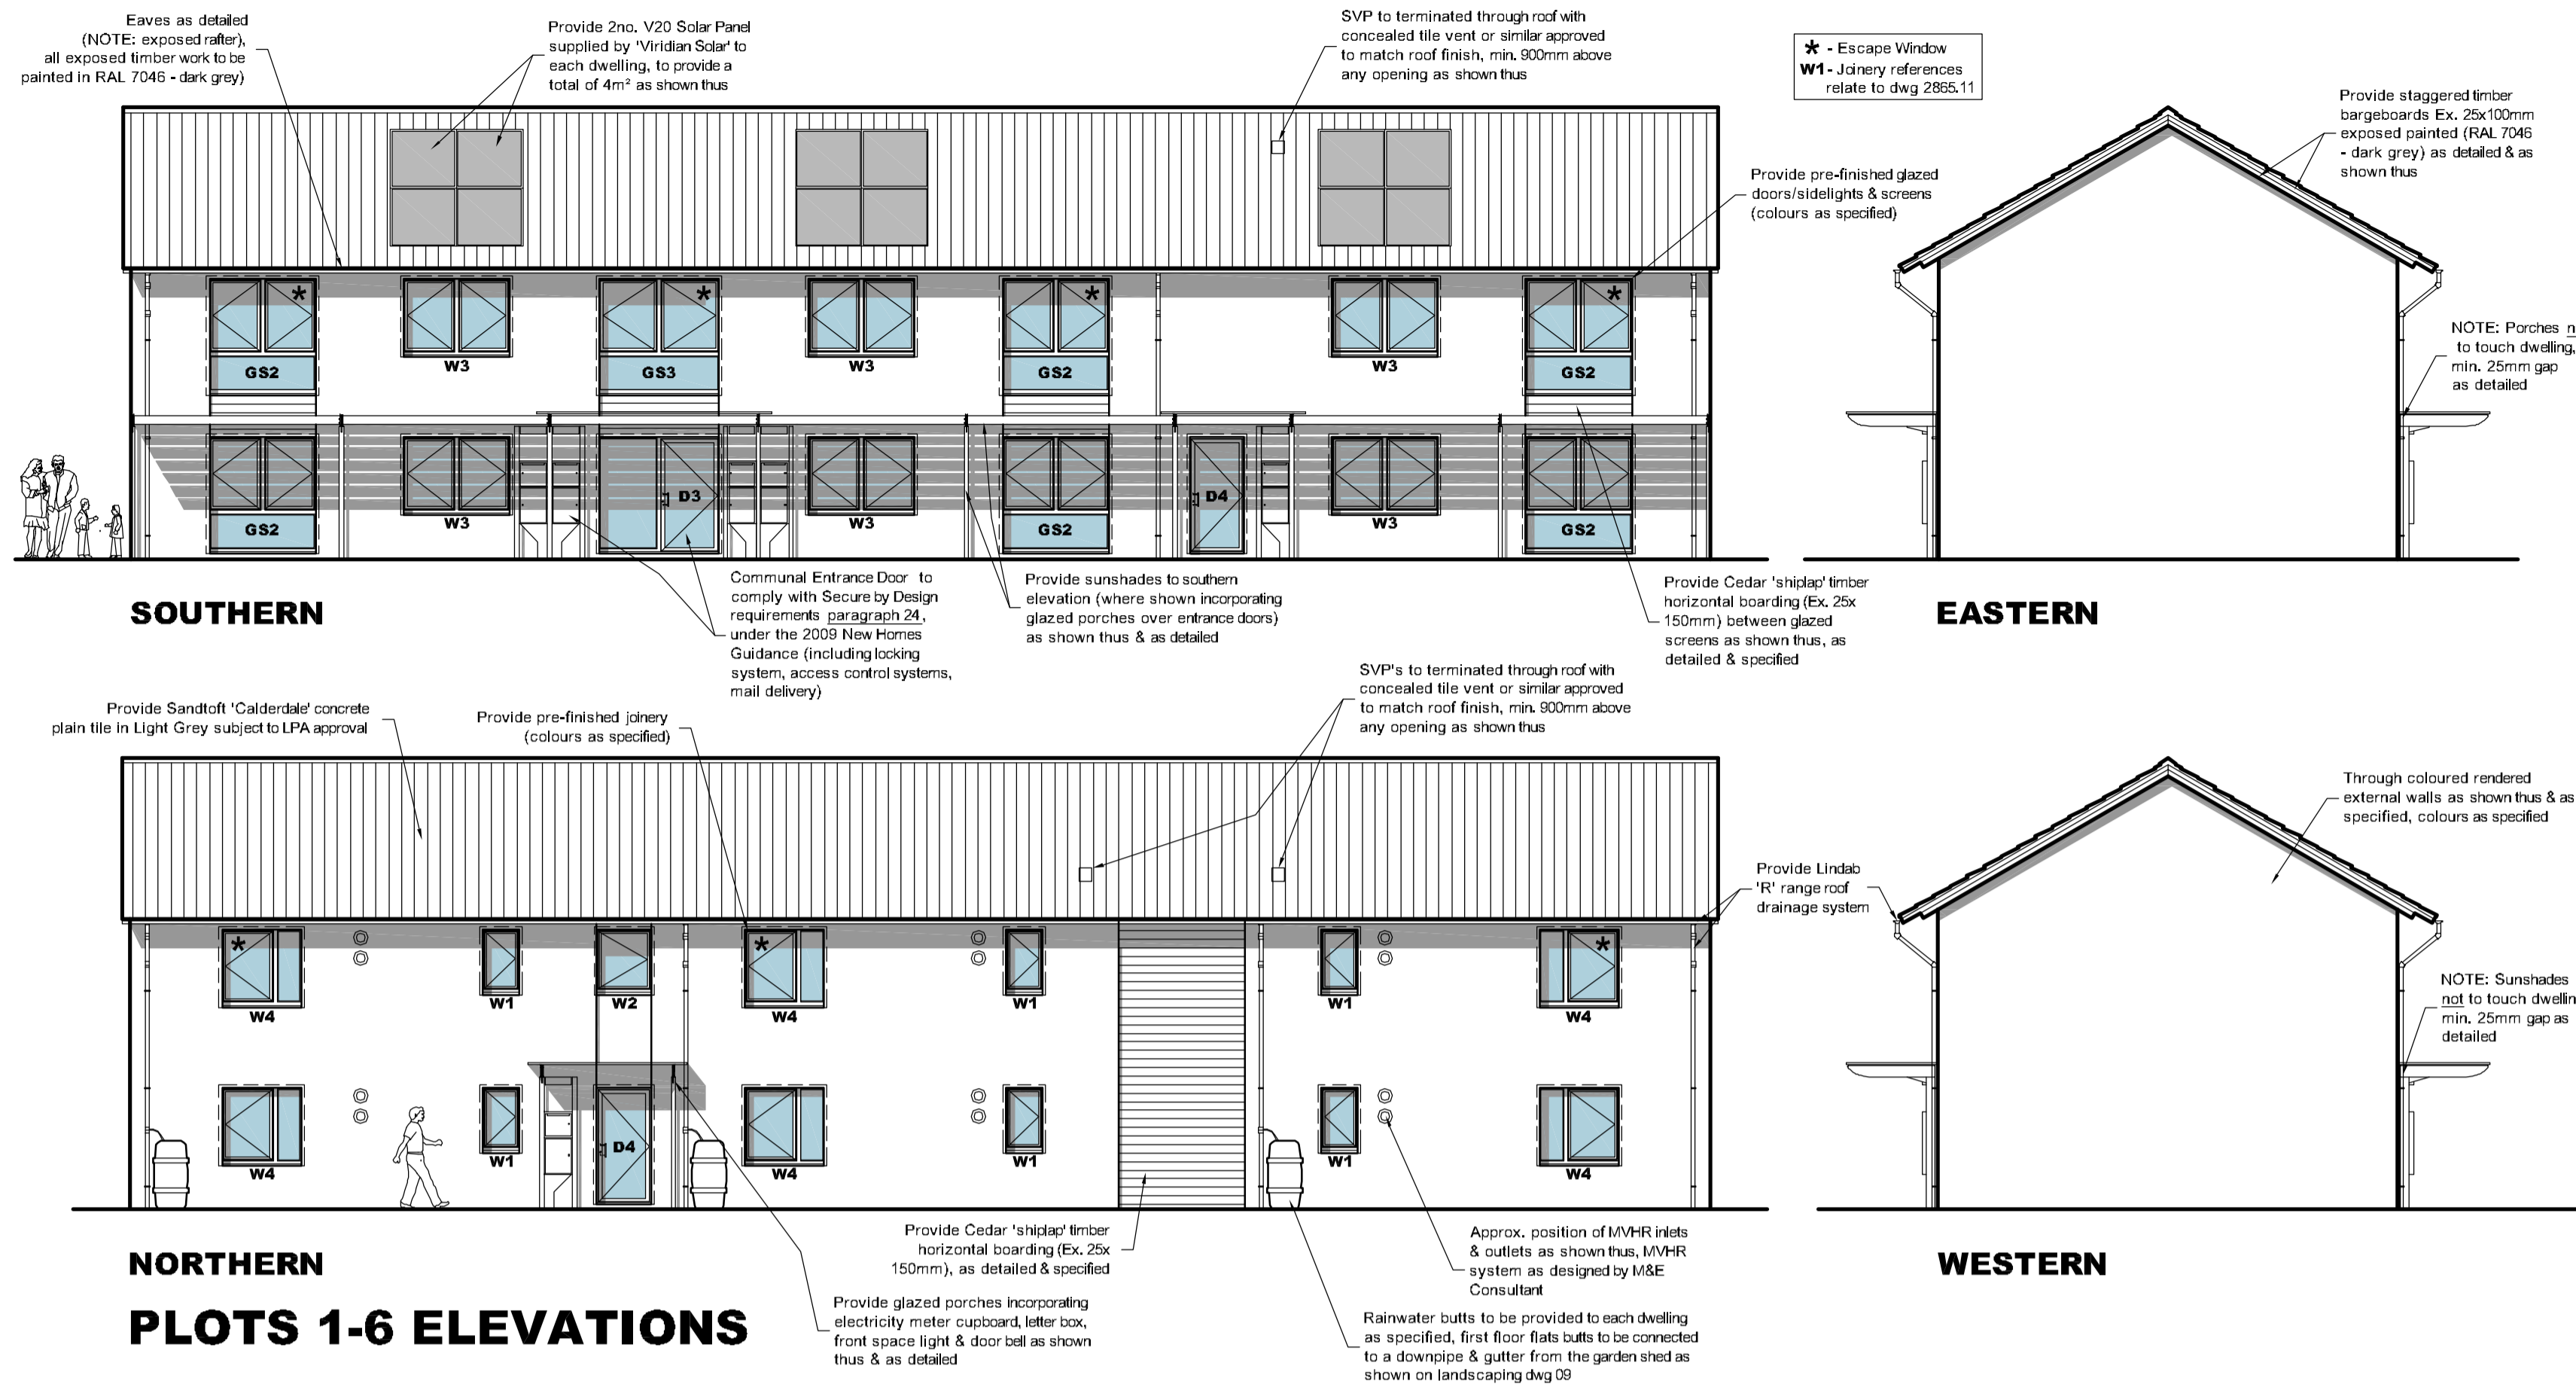 Eaves as detailed
(NOTE: exposed rafter),
all exposed timber work to be
painted in RAL 7046 - dark grey)
Provide 2no. V20 Solar Panel
supplied by 'Viridian Solar' to
each dwelling, to provide a
total of 4m² as shown thus
SVP to terminated through roof with
concealed tile vent or similar approved
to match roof finish, min. 900mm above
any opening as shown thus
* - Escape Window
W1 - Joinery references
relate to dwg 2865.11
Provide staggered timber
bargeboards Ex. 25x100mm
exposed painted (RAL 7046
- dark grey) as detailed & as
shown thus
Provide pre-finished glazed
doors/sidelights & screens
(colours as specified)
NOTE: Porches n
to touch dwelling,
min. 25mm gap
as detailed
* * * *
W3 W3 W3
GS2 GS3 GS2 GS2
D3 D4
W3 W3 W3
GS2 GS2 GS2
Communal Entrance Door to
comply with Secure by Design
requirements paragraph 24,
under the 2009 New Homes
Guidance (including locking
system, access control systems,
mail delivery)
Provide sunshades to southern
elevation (where shown incorporating
glazed porches over entrance doors)
as shown thus & as detailed
Provide Cedar 'shiplap' timber
horizontal boarding (Ex. 25x
150mm) between glazed
screens as shown thus, as
detailed & specified
SOUTHERN
EASTERN
Provide Sandtoft 'Calderdale' concrete
plain tile in Light Grey subject to LPA approval
Provide pre-finished joinery
(colours as specified)
SVP's to terminated through roof with
concealed tile vent or similar approved
to match roof finish, min. 900mm above
any opening as shown thus
Through coloured rendered
external walls as shown thus & as
specified, colours as specified
Provide Lindab
'R' range roof
drainage system
NOTE: Sunshades
not to touch dwellin
min. 25mm gap as
detailed
* * *
W4 W1 W2 W4 W1 W1 W4
D4
W4 W1 W4 W1 W1 W4
Provide Cedar 'shiplap' timber
horizontal boarding (Ex. 25x
150mm), as detailed & specified
Provide glazed porches incorporating
electricity meter cupboard, letter box,
front space light & door bell as shown
thus & as detailed
Approx. position of MVHR inlets
& outlets as shown thus, MVHR
system as designed by M&E
Consultant
Rainwater butts to be provided to each dwelling
as specified, first floor flats butts to be connected
to a downpipe & gutter from the garden shed as
shown on landscaping dwg 09
NORTHERN
WESTERN
PLOTS 1-6 ELEVATIONS